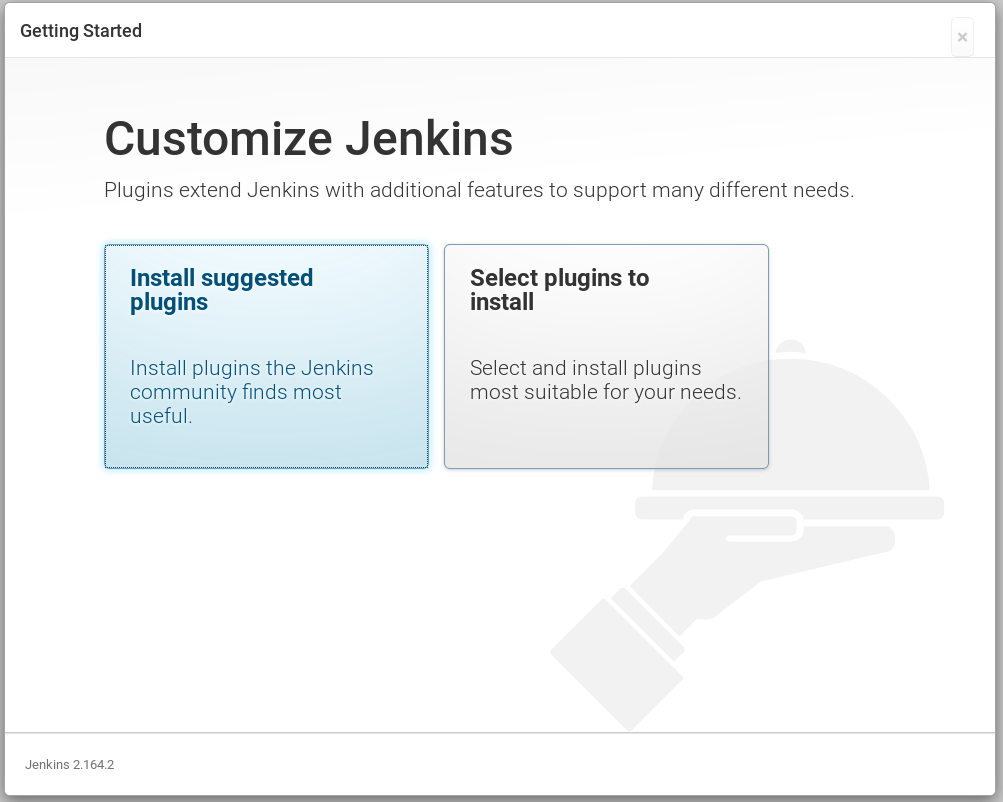 Getting Started
×
Customize Jenkins
Plugins extend Jenkins with additional features to support many different needs.
Install suggested
plugins
Install plugins the Jenkins
community finds most
useful.
Select plugins to
install
Select and install plugins
most suitable for your needs.
Jenkins 2.164.2